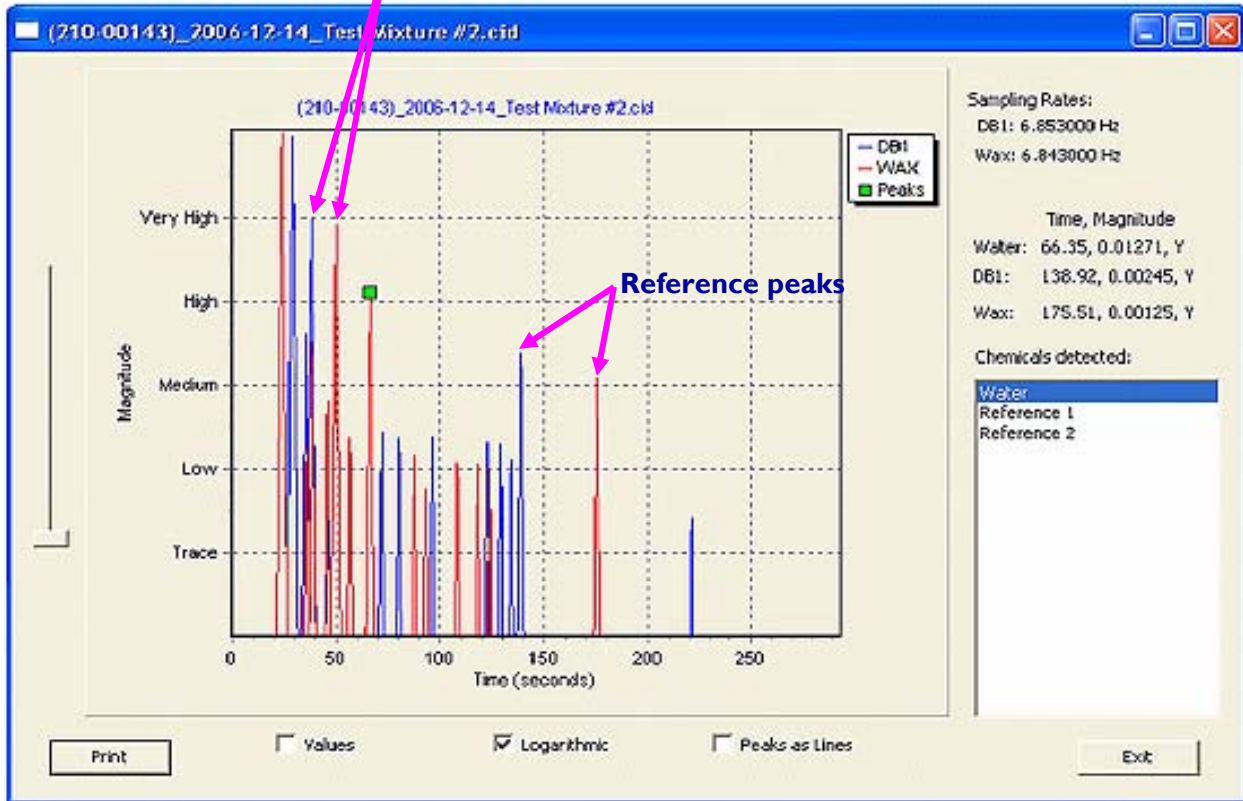 (210-00143)_2006-12-14_Test Mixture #2.cid
(210-00143)_2006-12-14_Test Mixture #2.cid
DB1
WAX
Peaks
Very High
High
Medium
Low
Trace
Magnitude
Reference peaks
0 50 100 150 200 250
Time (seconds)
Sampling Rates:
DB1: 6.853000 Hz
Wax: 6.843000 Hz
Time, Magnitude
Water: 66.35, 0.01271, Y
DB1: 138.92, 0.00245, Y
Wax: 175.51, 0.00125, Y
Chemicals detected:
Water
Reference 1
Reference 2
Print
Values
Logarithmic
Peaks as Lines
Exit